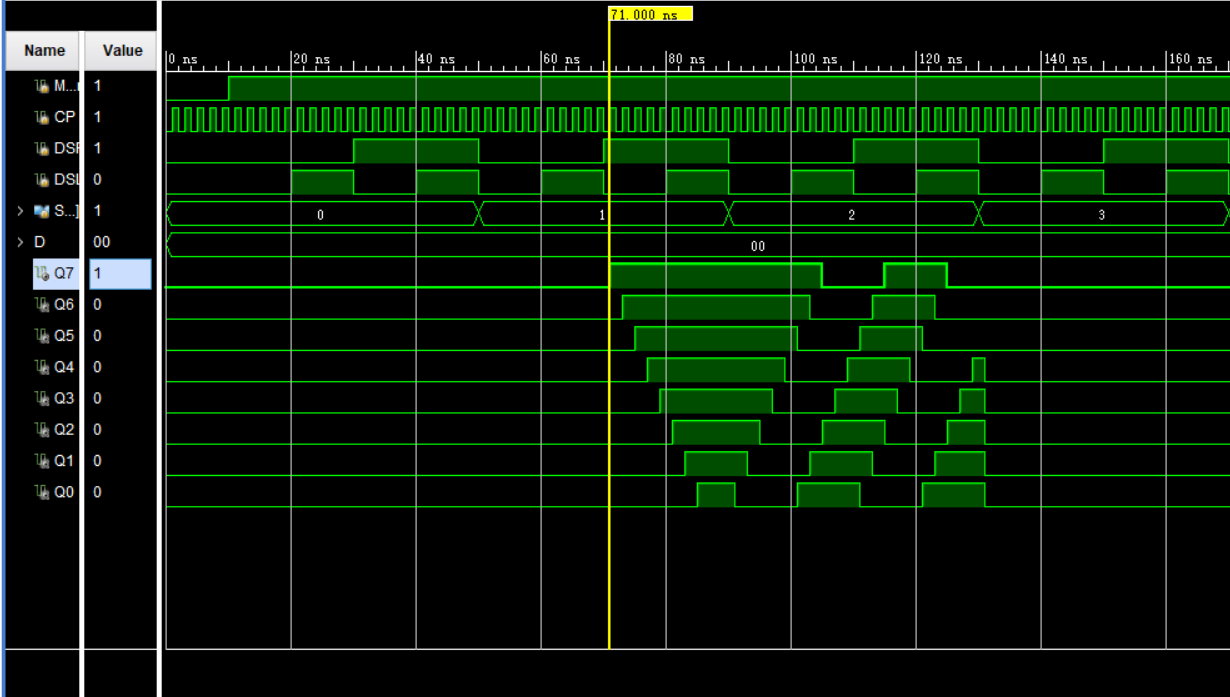 71.000 ns
Name Value
0 ns 20 ns 40 ns 60 ns 80 ns 100 ns 120 ns 140 ns 160 ns
M... 1
CP 1
DSF 1
DSL 0
> S...] 1 0 1 2 3
> D 00 00
Q7 1
Q6 0
Q5 0
Q4 0
Q3 0
Q2 0
Q1 0
Q0 0